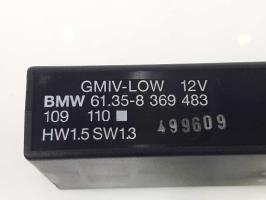 GMIV-LOW 12V
BMW 61.35-8 369 483
109 110 ■
HW1.5 SW1.3 499609